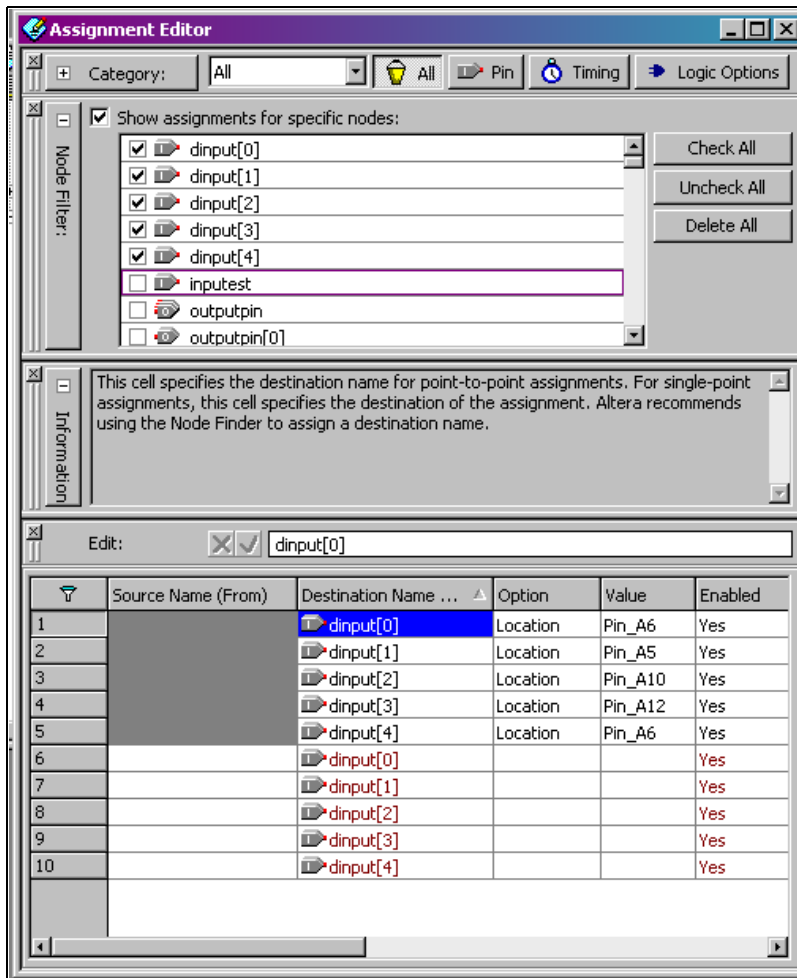 Assignment Editor
Category: All All Pin Timing Logic Options
Show assignments for specific nodes:
Node Filter:
dinput[0]
dinput[1]
dinput[2]
dinput[3]
dinput[4]
inputest
outputpin
outputpin[0]
Check All
Uncheck All
Delete All
Information
This cell specifies the destination name for point-to-point assignments. For single-point
assignments, this cell specifies the destination of the assignment. Altera recommends
using the Node Finder to assign a destination name.
Edit: dinput[0]
Source Name (From) Destination Name ... Option Value Enabled
1 dinput[0] Location Pin_A6 Yes
2 dinput[1] Location Pin_A5 Yes
3 dinput[2] Location Pin_A10 Yes
4 dinput[3] Location Pin_A12 Yes
5 dinput[4] Location Pin_A6 Yes
6 dinput[0] Yes
7 dinput[1] Yes
8 dinput[2] Yes
9 dinput[3] Yes
10 dinput[4] Yes